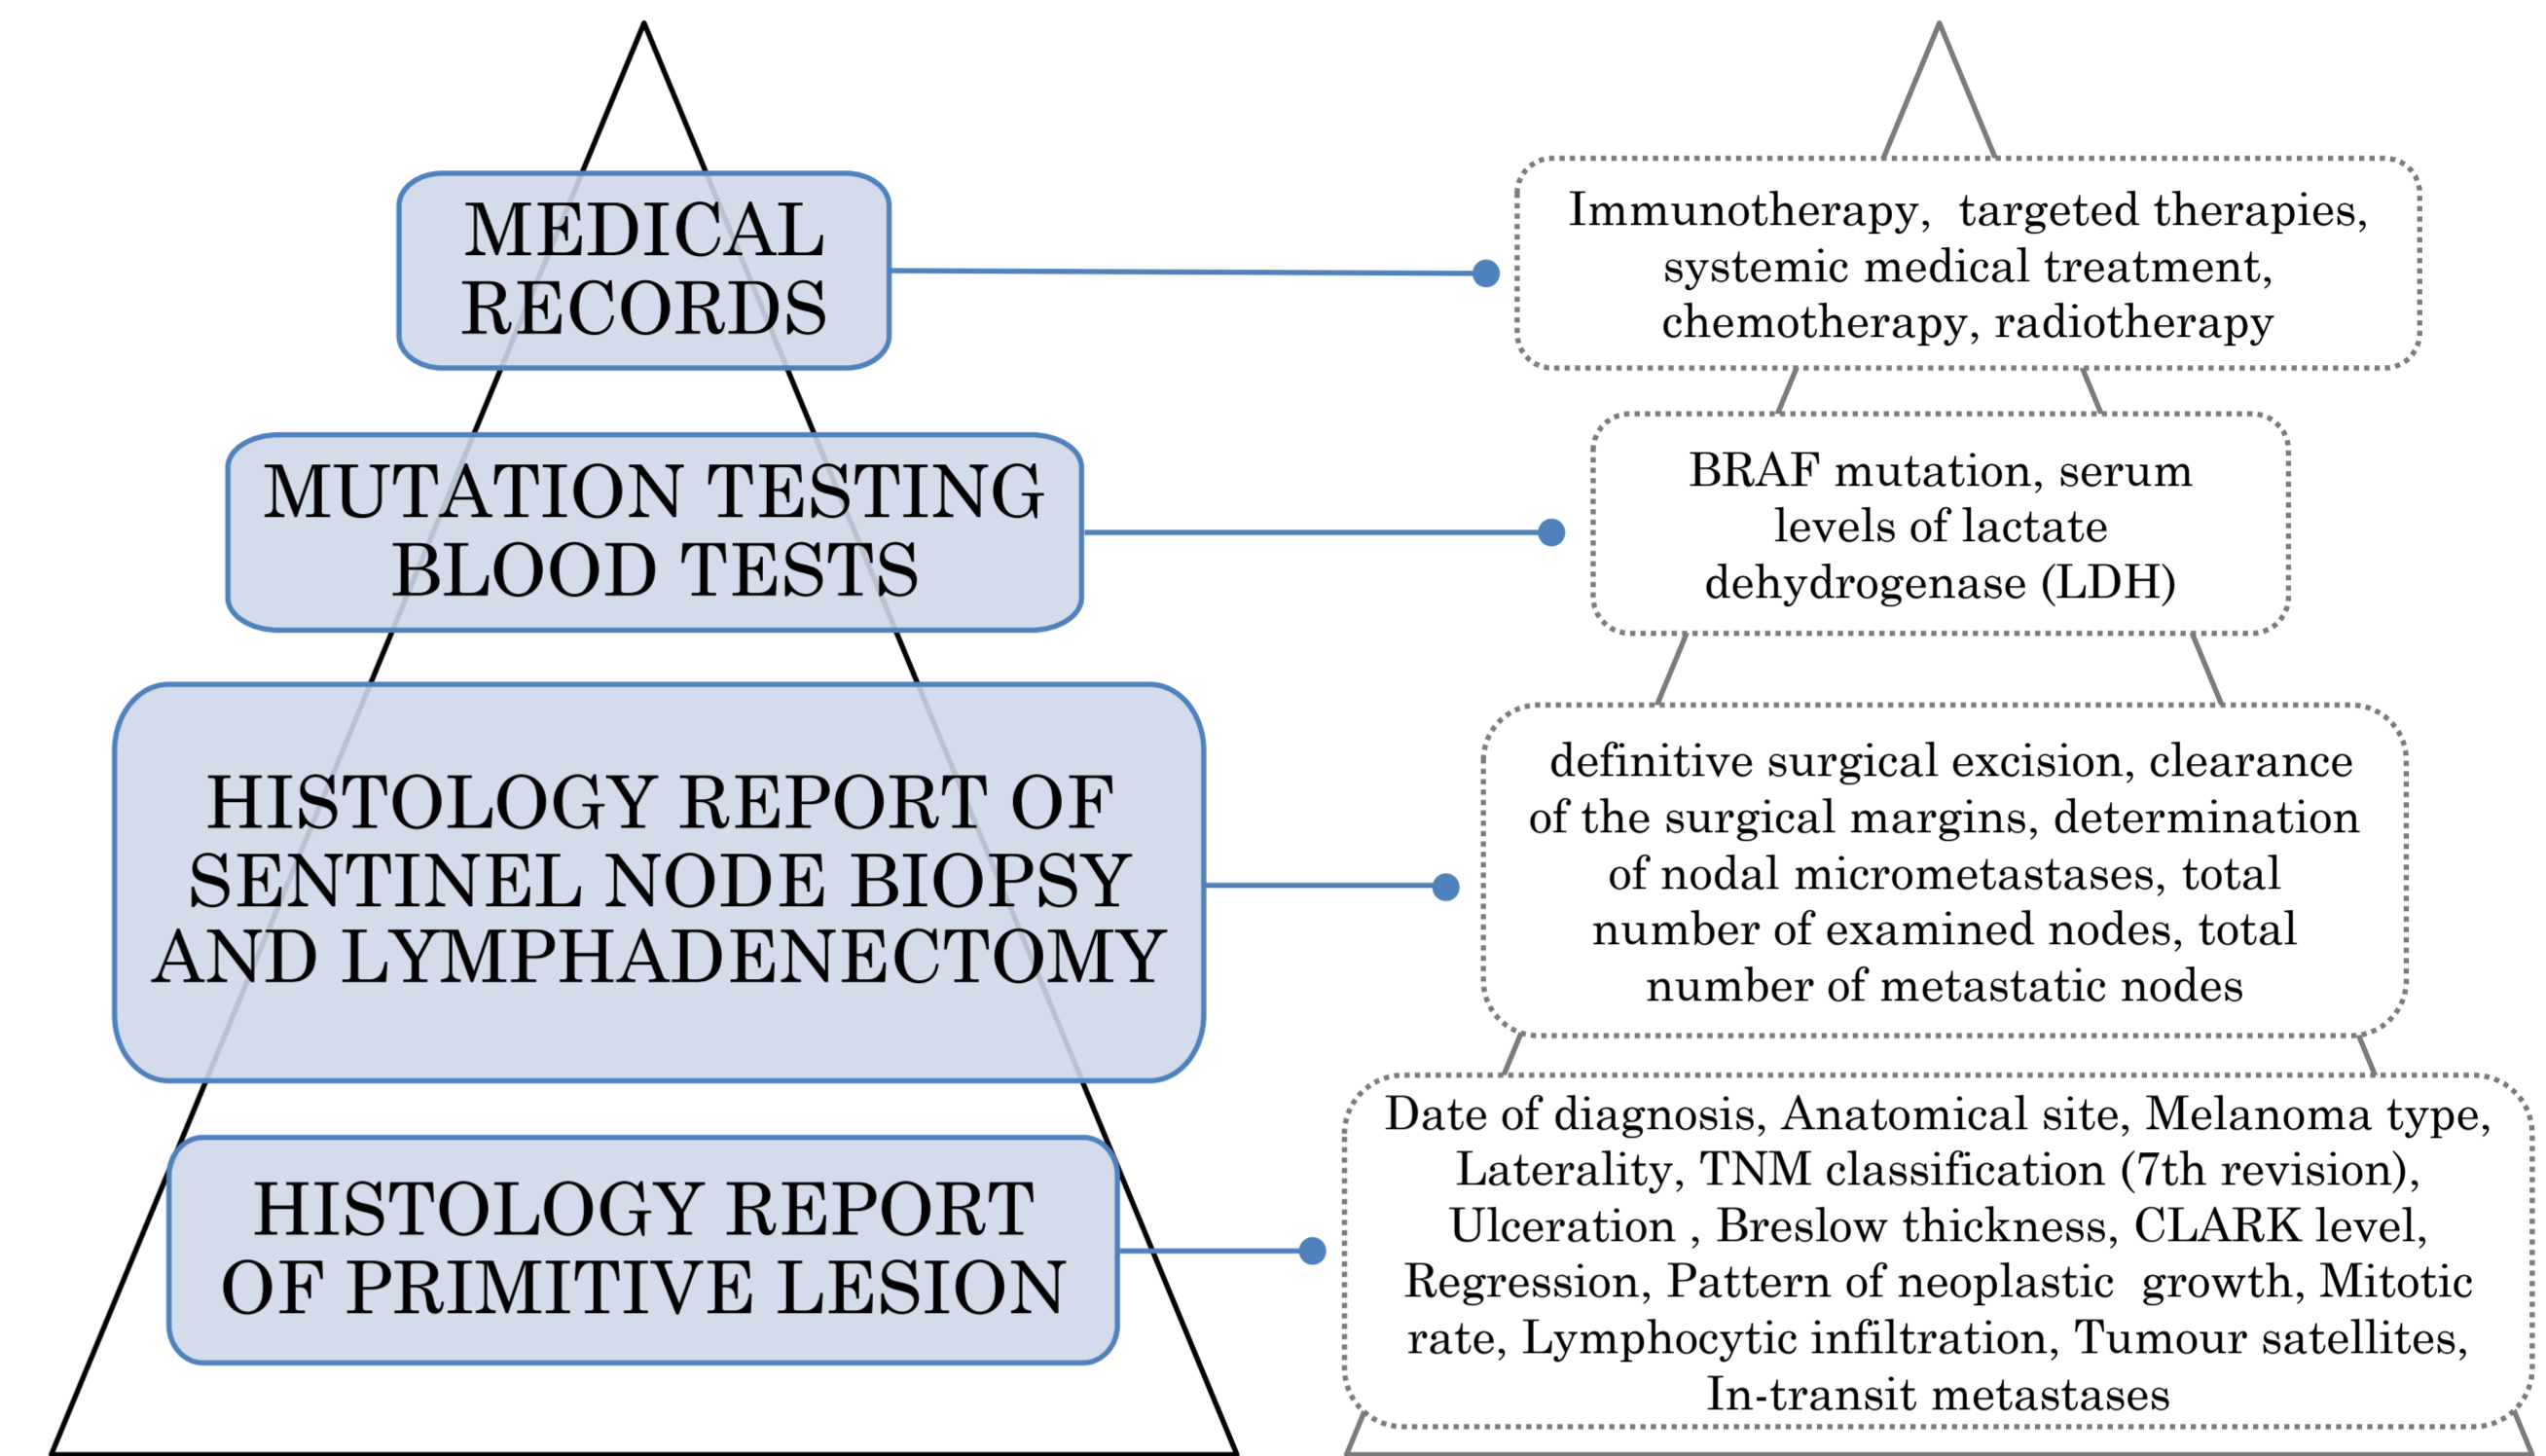 MEDICAL
RECORDS
Immunotherapy,  targeted therapies,
systemic medical treatment,
chemotherapy, radiotherapy
MUTATION TESTING
BLOOD TESTS
BRAF mutation, serum
levels of lactate
dehydrogenase (LDH)
HISTOLOGY REPORT OF
SENTINEL NODE BIOPSY
AND LYMPHADENECTOMY
definitive surgical excision, clearance
of the surgical margins, determination
of nodal micrometastases, total
number of examined nodes, total
number of metastatic nodes
HISTOLOGY REPORT
OF PRIMITIVE LESION
Date of diagnosis, Anatomical site, Melanoma type,
Laterality, TNM classification (7th revision),
Ulceration , Breslow thickness, CLARK level,
Regression, Pattern of neoplastic  growth, Mitotic
rate, Lymphocytic infiltration, Tumour satellites,
In-transit metastases